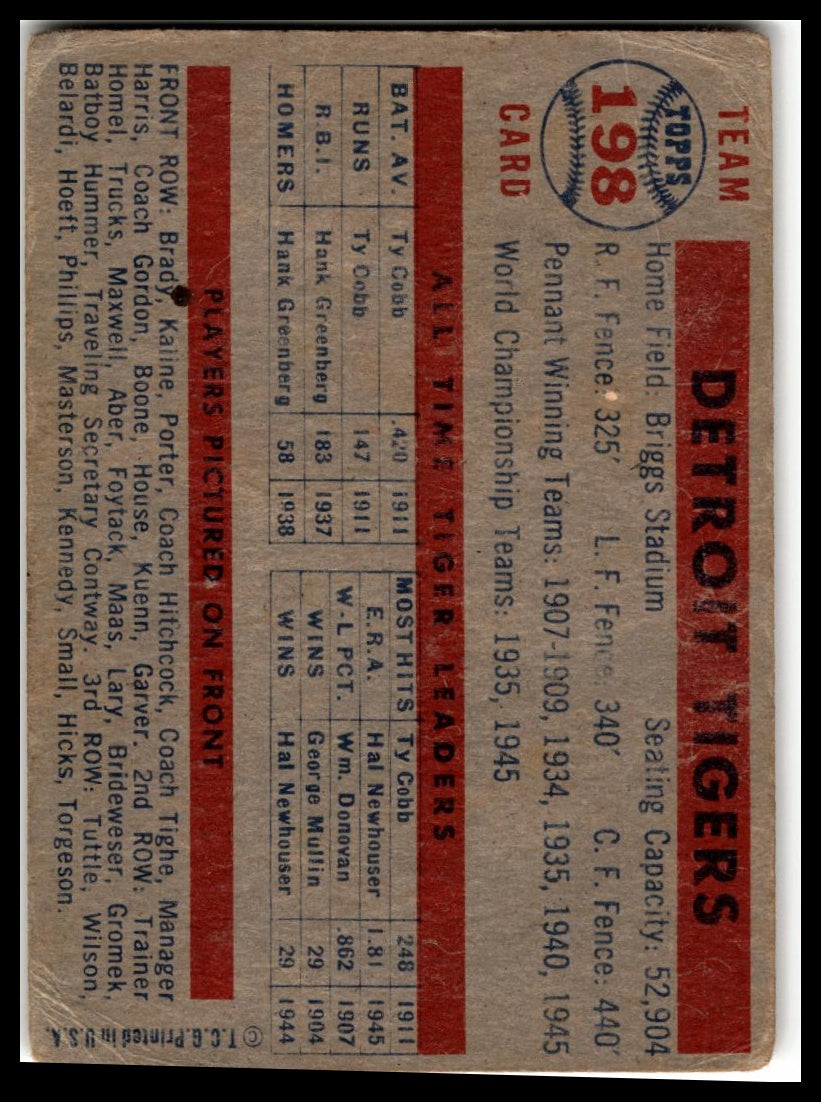 TEAM
TOPPS
198
CARD
DETROIT TIGERS
Home Field: Briggs Stadium Seating Capacity: 52,904
R. F. Fence: 325' L. F. Fence: 340' C. F. Fence: 440'
Pennant Winning Teams: 1907-1909, 1934, 1935, 1940, 1945
World Championship Teams: 1935, 1945
ALL TIME TIGER LEADERS
BAT. AV. Ty Cobb .420 1911
RUNS Ty Cobb 147 1911
R.B.I. Hank Greenberg 183 1937
HOMERS Hank Greenberg 58 1938
MOST HITS Ty Cobb 248 1911
E.R.A. Hal Newhouser 1.81 1945
W-L PCT. Wm. Donovan .862 1907
WINS George Mullin 29 1904
WINS Hal Newhouser 29 1944
PLAYERS PICTURED ON FRONT
FRONT ROW: Brady, Kaline, Porter, Coach Hitchcock, Coach Tighe, Manager
Harris, Coach Gordon, Boone, House, Kuenn, Garver. 2nd ROW: Trainer
Homel, Trucks, Maxwell, Aber, Foytack, Maas, Lary, Brideweser, Gromek,
Batboy Hummer, Traveling Secretary Contway. 3rd ROW: Tuttle, Wilson,
Belardi, Hoeft, Phillips, Masterson, Kennedy, Small, Hicks, Torgeson.
© T.C.G. Printed in U.S.A.